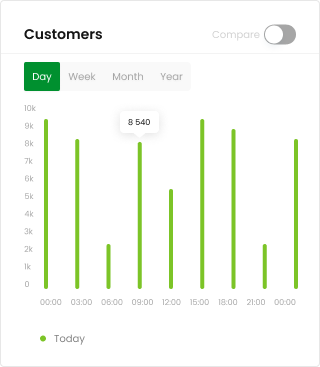 Customers
Compare
Day Week Month Year
10k
9k
8 540
8k
7k
6k
5k
4k
3k
2k
1k
0
00:00 03:00 06:00 09:00 12:00 15:00 18:00 21:00 00:00
Today